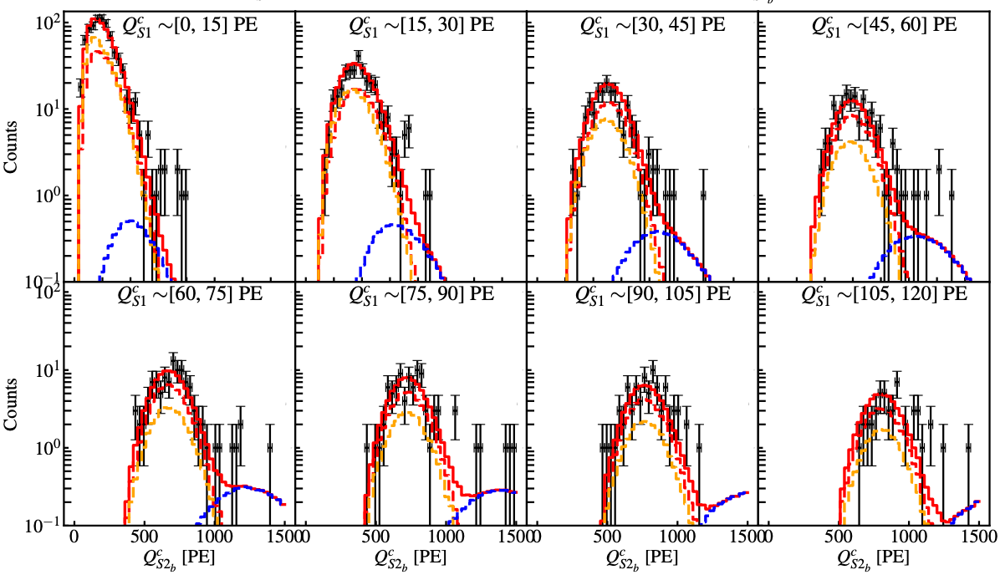 Q^c_{S1} ~[0, 15] PE
Q^c_{S1} ~[15, 30] PE
Q^c_{S1} ~[30, 45] PE
Q^c_{S1} ~[45, 60] PE
10^2
10^1
10^0
10^{-1}
Counts
Q^c_{S1} ~[60, 75] PE
Q^c_{S1} ~[75, 90] PE
Q^c_{S1} ~[90, 105] PE
Q^c_{S1} ~[105, 120] PE
10^2
10^1
10^0
10^{-1}
Counts
0 500 1000 1500 0 500 1000 1500 0 500 1000 1500 0 500 1000 1500
Q^c_{S2_b} [PE] Q^c_{S2_b} [PE] Q^c_{S2_b} [PE] Q^c_{S2_b} [PE]